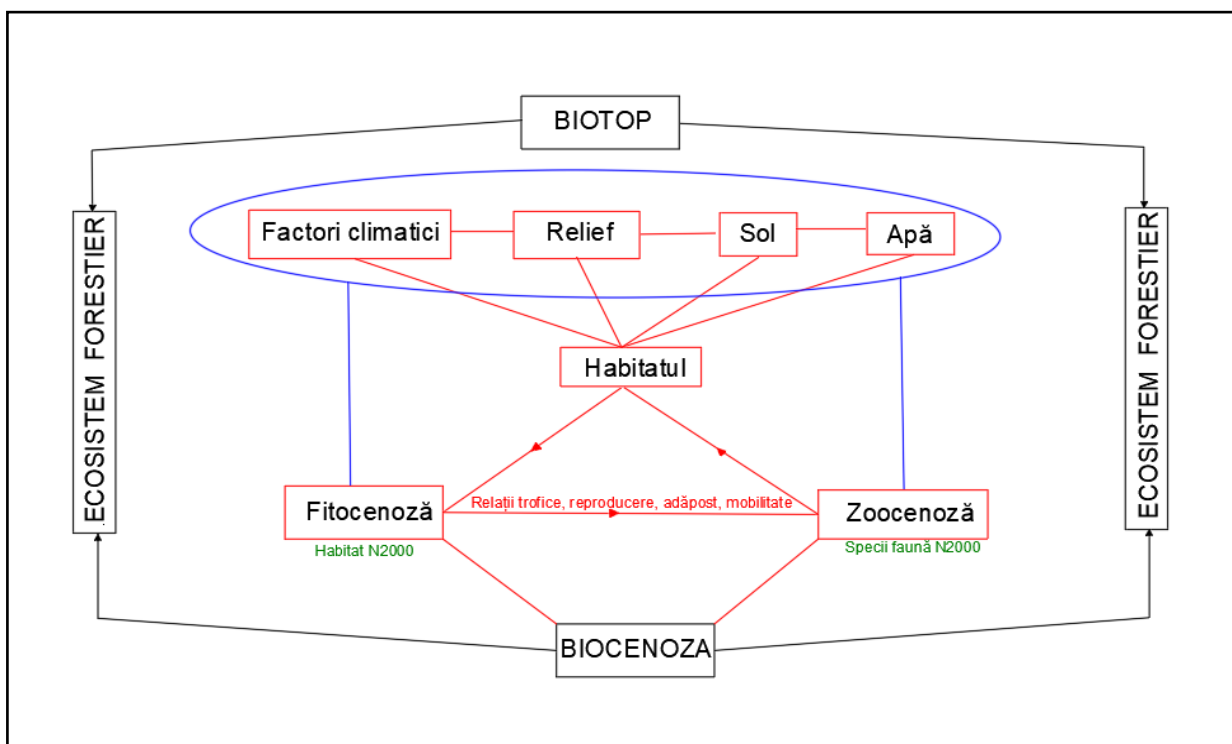 BIOTOP
Factori climatici
Relief
Sol
Apă
ECOSISTEM FORESTIER
ECOSISTEM FORESTIER
Habitatul
Relații trofice, reproducere, adăpost, mobilitate
Fitocenoză
Zoocenoză
Habitat N2000
Specii faună N2000
BIOCENOZA